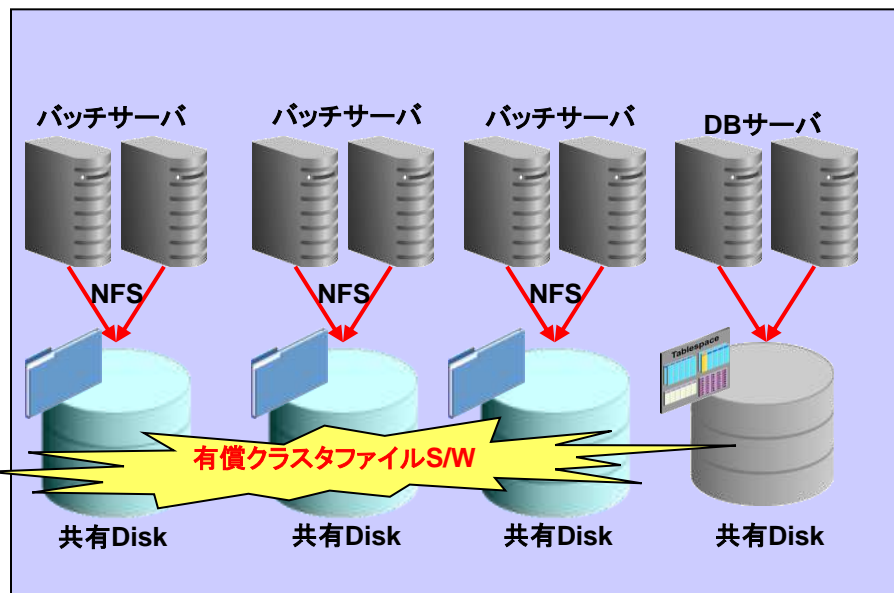 バッチサーバ
バッチサーバ
バッチサーバ
DBサーバ
NFS
NFS
NFS
Tablespace
有償クラスタファイルS/W
共有Disk
共有Disk
共有Disk
共有Disk